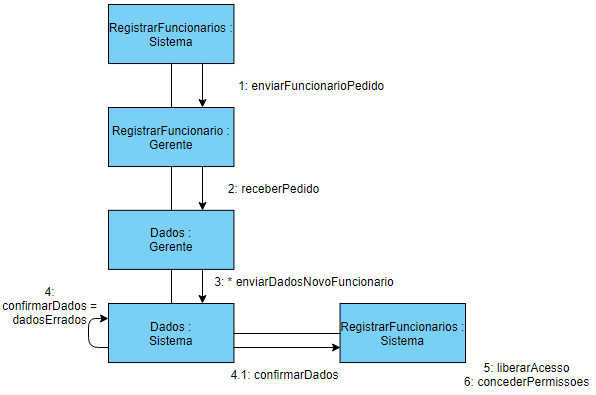 RegistrarFuncionarios :
Sistema
1: enviarFuncionarioPedido
RegistrarFuncionario :
Gerente
2: receberPedido
Dados :
Gerente
3: * enviarDadosNovoFuncionario
4:
confirmarDados =
dadosErrados
Dados :
Sistema
RegistrarFuncionarios :
Sistema
4.1: confirmarDados
5: liberarAcesso
6: concederPermissoes